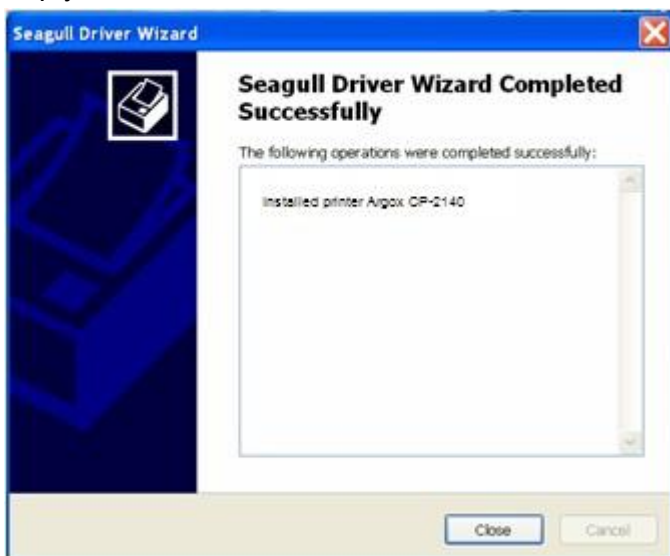 Seagull Driver Wizard
Seagull Driver Wizard Completed
Successfully
The following operations were completed successfully:
Installed printer Argox CP-2140
Close
Cancel